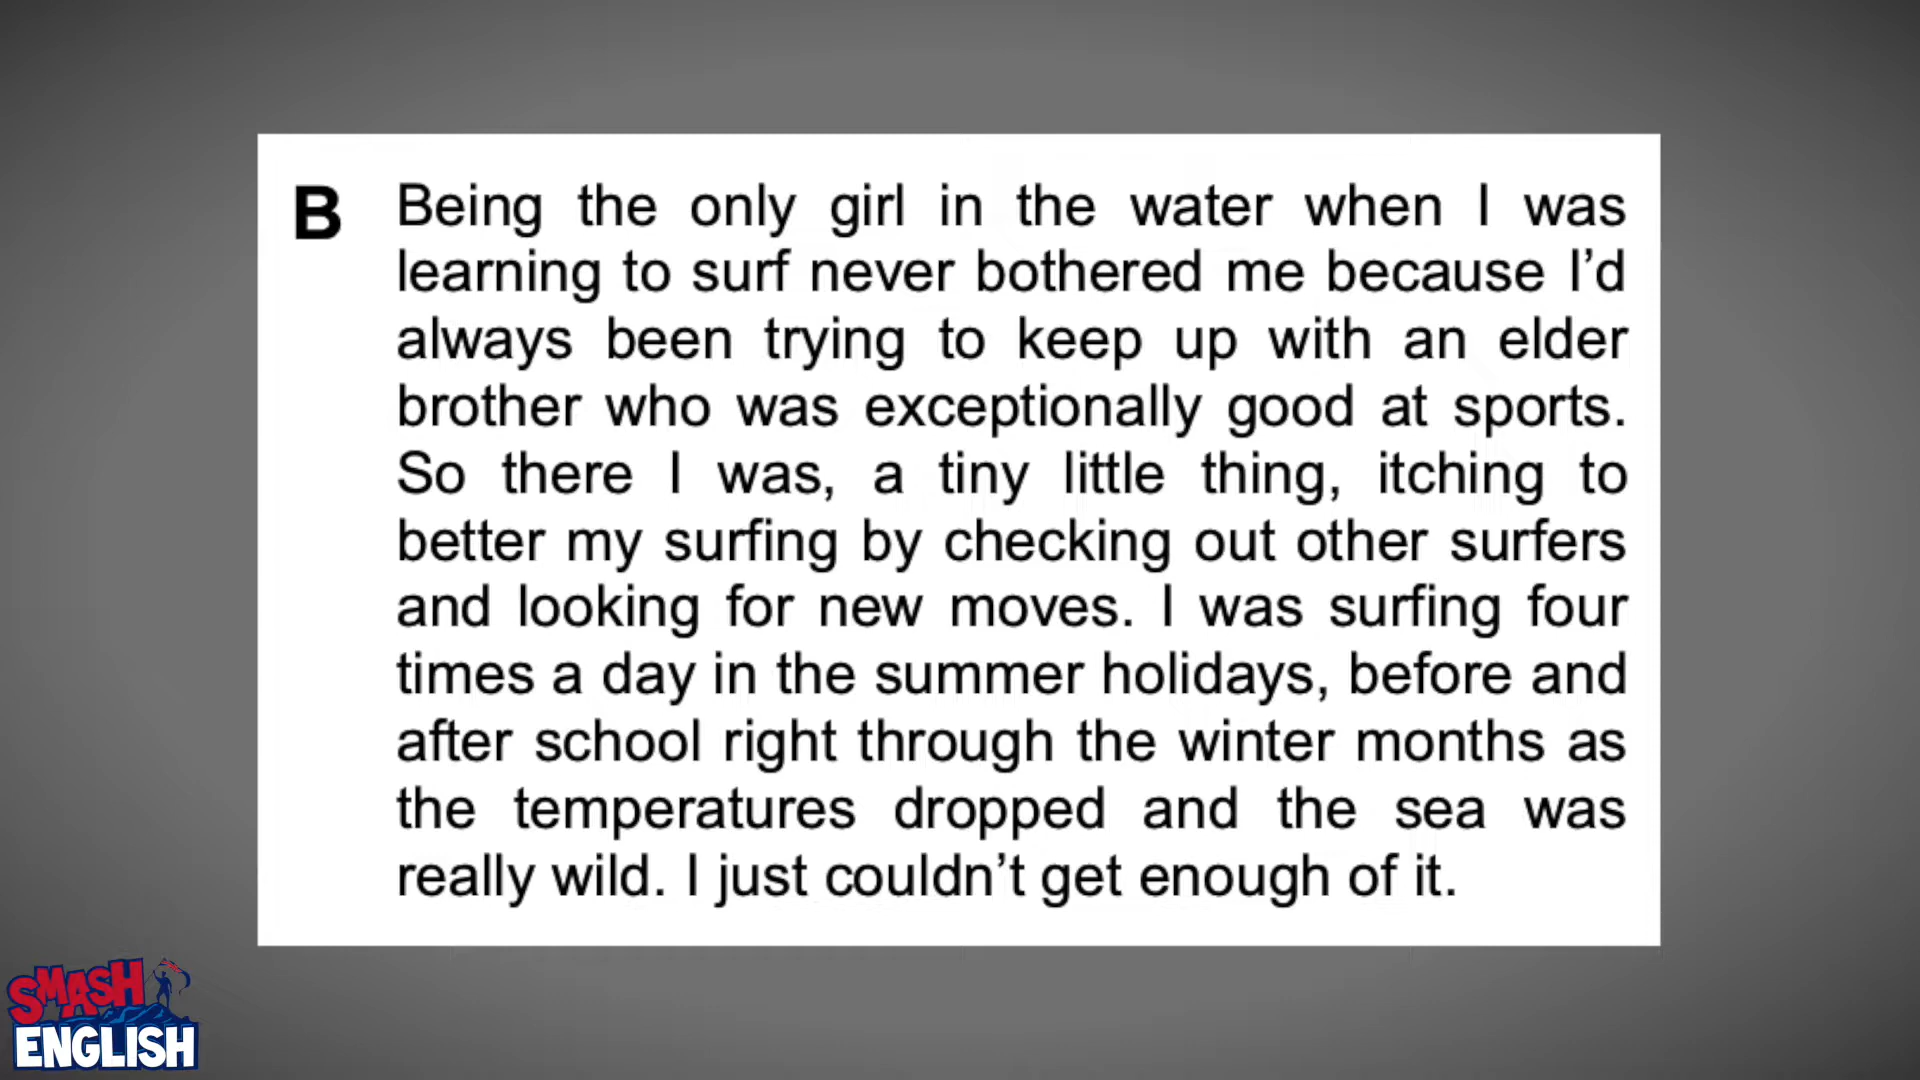 B Being the only girl in the water when I was
learning to surf never bothered me because I’d
always been trying to keep up with an elder
brother who was exceptionally good at sports.
So there I was, a tiny little thing, itching to
better my surfing by checking out other surfers
and looking for new moves. I was surfing four
times a day in the summer holidays, before and
after school right through the winter months as
the temperatures dropped and the sea was
really wild. I just couldn’t get enough of it.
SMASH
ENGLISH